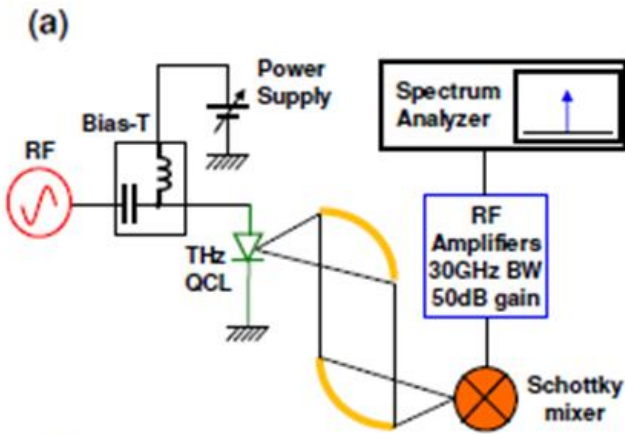 (a)
Power
Supply
Bias-T
RF
THz
QCL
Spectrum
Analyzer
RF
Amplifiers
30GHz BW
50dB gain
Schottky
mixer